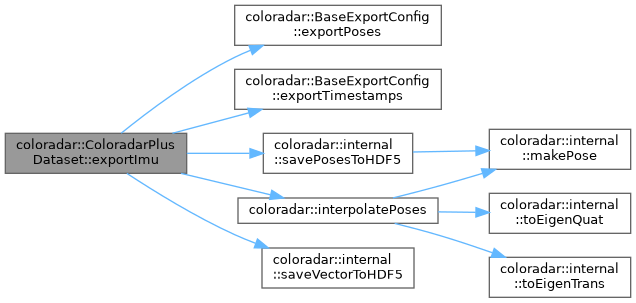 coloradar::ColoradarPlus
Dataset::exportImu
coloradar::BaseExportConfig
::exportPoses
coloradar::BaseExportConfig
::exportTimestamps
coloradar::internal
::savePosesToHDF5
coloradar::interpolatePoses
coloradar::internal
::saveVectorToHDF5
coloradar::internal
::makePose
coloradar::internal
::toEigenQuat
coloradar::internal
::toEigenTrans